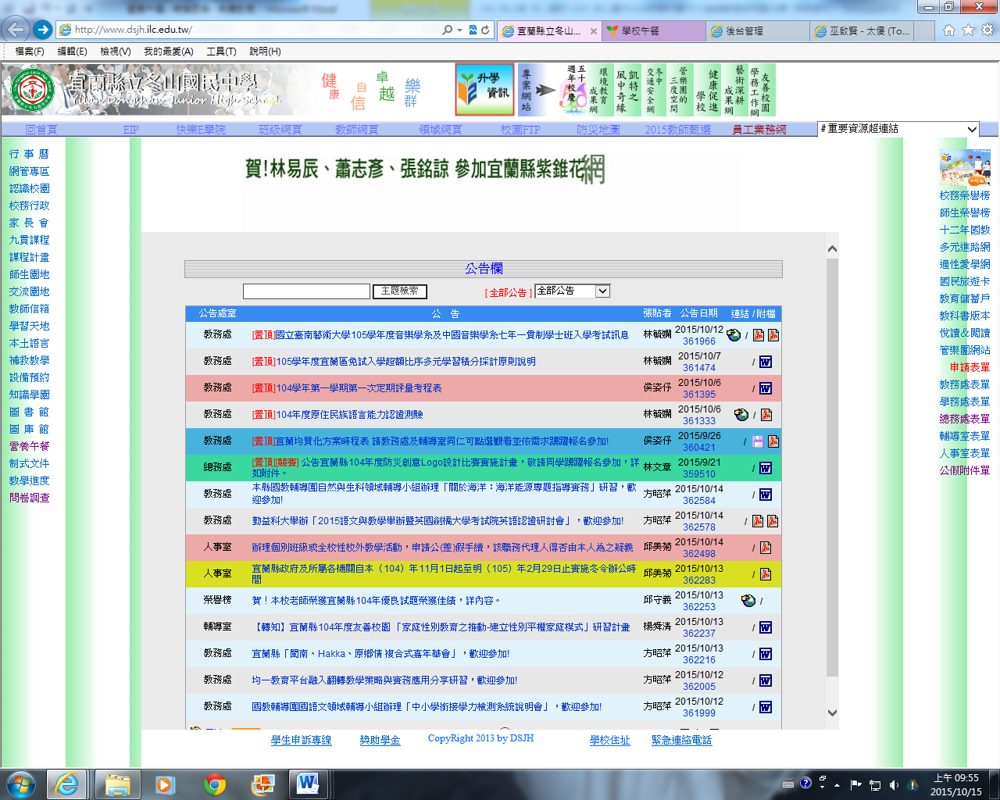 http://www.dsjh.ilc.edu.tw/
宜蘭縣立冬山...
學校午餐
後台管理
巫啟賢 - 太傻 (To...
檔案(F) 編輯(E) 檢視(V) 我的最愛(A) 工具(T) 說明(H)
宜蘭縣立冬山國民中學
Yilan Dongshan Junior High School
健康 自信 卓越 樂群
升學資訊
專案網站
五十週年校慶
環境教育成果網
凱特之風中奇緣
冬中交通安全網
管樂團的三度空間
健康促進學校
藝術深耕成果網
友善校園學務工作網
回首頁 EIP 快樂E學院 班級網頁 教師網頁 領域網頁 校園FTP 防災地圖 2015教師甄選 員工業務網 # 重要資源超連結
行 事 曆
網管專區
認識校園
校務行政
家 長 會
九貫課程
課程計畫
師生園地
交流園地
教師信箱
學習天地
本土語言
補救教學
設備預約
知識學園
圖 書 館
圖 庫 館
營養午餐
制式文件
教學進度
問卷調查
賀!林易辰、蕭志彥、張銘諒 參加宜蘭縣紫錐花網
公告欄
主題檢索 [ 全部公告 ] 全部公告
公告處室 公 告 張貼者 公告日期 連結 / 附檔
教務處 [置頂]國立臺南藝術大學105學年度音樂學系及中國音樂學系七年一貫制學士班入學考試訊息 林毓嫻 2015/10/12 361966 /
教務處 [置頂]105學年度宜蘭區免試入學超額比序多元學習積分採計原則說明 林毓嫻 2015/10/7 361474 /
教務處 [置頂]104學年第一學期第一次定期評量考程表 侯姿伃 2015/10/6 361395 /
教務處 [置頂]104年度原住民族語言能力認證測驗 林毓嫻 2015/10/6 361333 /
教務處 [置頂]宜蘭均質化方案時程表 請教務處及輔導室同仁可點選觀看並依需求踴躍報名參加! 侯姿伃 2015/9/26 360421 /
總務處 [置頂][競賽] 公告宜蘭縣104年度防災創意Logo設計比賽實施計畫，敬請同學踴躍報名參加，詳如附件。 林文章 2015/9/21 359510 /
教務處 本縣國教輔導團自然與生科領域輔導小組辦理「關於海洋：海洋能源專題指導實務」研習，歡迎參加! 方昭萍 2015/10/14 362584 /
教務處 勤益科大學辦「2015語文與教學學辦暨英國劍橋大學考試院英語認證研討會」，歡迎參加! 方昭萍 2015/10/14 362578 /
人事室 辦理個別班級或全校性校外教學活動，申請公(差)假手續，該職務代理人得否由本人為之疑義 邱美菊 2015/10/14 362498 /
人事室 宜蘭縣政府及所屬各機關自本（104）年11月1日起至明（105）年2月29日止實施冬令辦公時間 邱美菊 2015/10/13 362283 /
榮譽榜 賀！本校老師榮獲宜蘭縣104年優良試題榮獲佳績，詳內容。 邱守義 2015/10/13 362253 /
輔導室 【轉知】宜蘭縣104年度友善校園「家庭性別教育之推動-建立性別平權家庭模式」研習計畫 楊舜清 2015/10/13 362237 /
教務處 宜蘭縣「閩南、Hakka、原鄉情 複合式嘉年華會」，歡迎參加! 方昭萍 2015/10/13 362216 /
教務處 均一教育平台融入翻轉教學策略與實務應用分享研習，歡迎參加! 方昭萍 2015/10/12 362005 /
教務處 國教輔導團國語文領域輔導小組辦理「中小學銜接學力檢測系統說明會」，歡迎參加! 方昭萍 2015/10/12 361999 /
校務榮譽榜
師生榮譽榜
十二年國教
多元進路網
適性愛學網
國民旅遊卡
教育儲蓄戶
教科書版本
悅讀＆閱讀
管樂團網站
申請表單
教務處表單
學務處表單
總務處表單
輔導室表單
人事室表單
公假附件單
學生申訴專線 獎助學金 CopyRight 2013 by DSJH 學校住址 緊急連絡電話
上午 09:55
2015/10/15